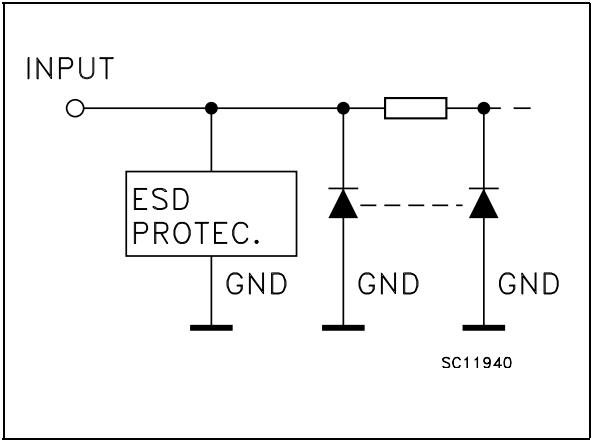 INPUT
ESD
PROTEC.
GND
GND
GND
SC11940